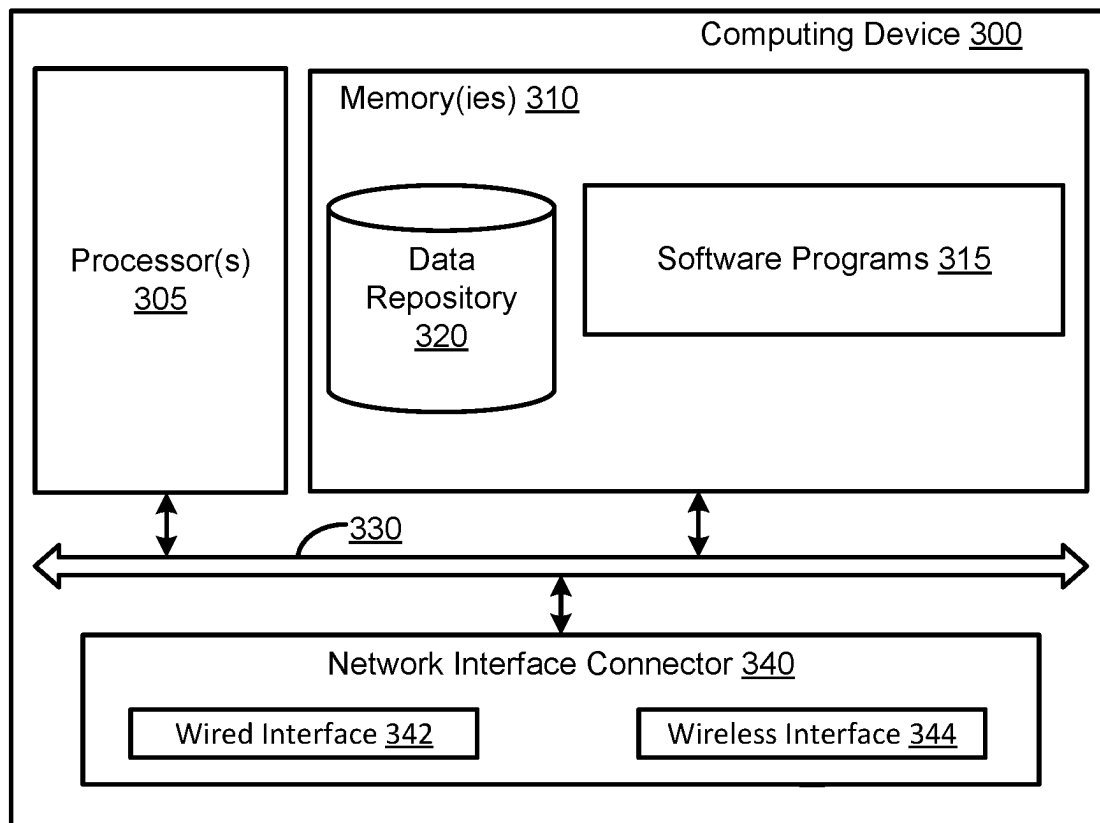 Computing Device 300
Memory(ies) 310
Processor(s)
305
Data
Repository
320
Software Programs 315
330
Network Interface Connector 340
Wired Interface 342
Wireless Interface 344